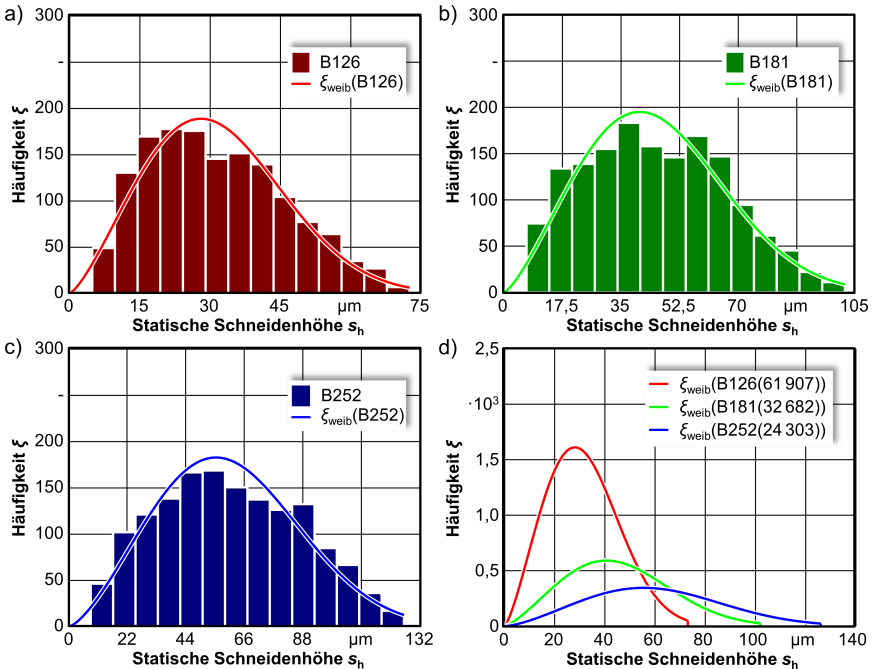 a)
300
-
200
150
100
50
0
Häufigkeit ξ
B126
ξweib(B126)
0 15 30 45 µm 75
Statische Schneidenhöhe sh
b)
300
-
200
150
100
50
0
Häufigkeit ξ
B181
ξweib(B181)
0 17,5 35 52,5 70 µm 105
Statische Schneidenhöhe sh
c)
300
-
200
150
100
50
0
Häufigkeit ξ
B252
ξweib(B252)
0 22 44 66 88 µm 132
Statische Schneidenhöhe sh
d)
2,5
·10³
1,5
1,0
0,5
0
Häufigkeit ξ
ξweib(B126(61 907))
ξweib(B181(32 682))
ξweib(B252(24 303))
0 20 40 60 80 100 µm 140
Statische Schneidenhöhe sh